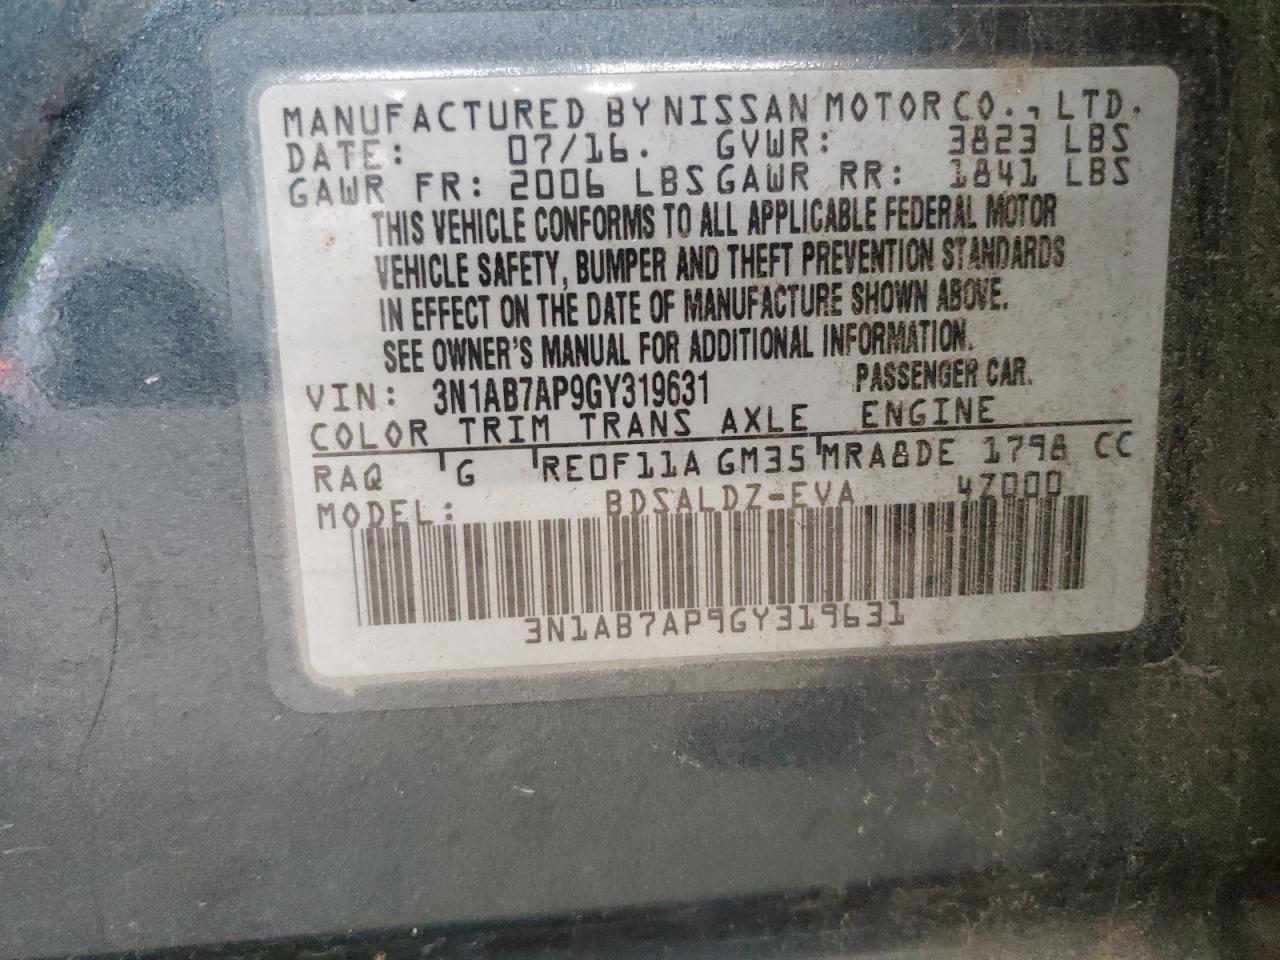 MANUFACTURED BY NISSAN MOTOR CO., LTD.
DATE: 07/16. GVWR: 3823 LBS
GAWR FR: 2006 LBS GAWR RR: 1841 LBS
THIS VEHICLE CONFORMS TO ALL APPLICABLE FEDERAL MOTOR
VEHICLE SAFETY, BUMPER AND THEFT PREVENTION STANDARDS
IN EFFECT ON THE DATE OF MANUFACTURE SHOWN ABOVE.
SEE OWNER'S MANUAL FOR ADDITIONAL INFORMATION.
VIN: 3N1AB7AP9GY319631 PASSENGER CAR.
COLOR TRIM TRANS AXLE ENGINE
RAQ G RE0F11A GM35 MRA8DE 1798 CC
MODEL: BDSALDZ-EVA 4Z000
3N1AB7AP9GY319631